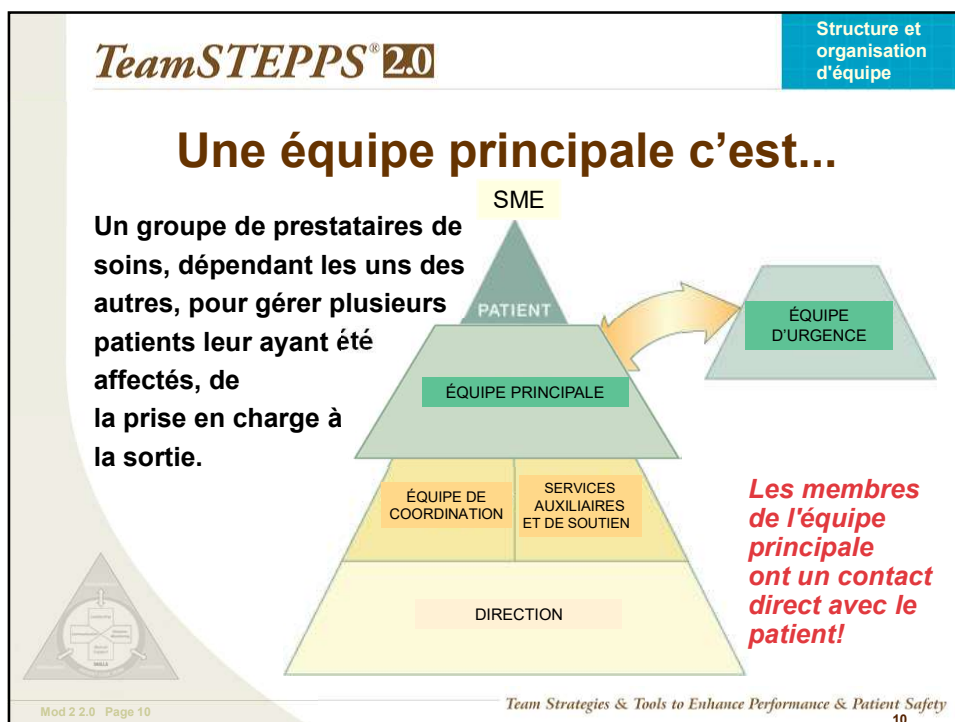 TeamSTEPPS® 2.0
Structure et
organisation
d'équipe
Une équipe principale c’est...
SME
Un groupe de prestataires de
soins, dépendant les uns des
autres, pour gérer plusieurs
patients leur ayant été
affectés, de
la prise en charge à
la sortie.
PATIENT
ÉQUIPE
D’URGENCE
ÉQUIPE PRINCIPALE
ÉQUIPE DE
COORDINATION
SERVICES
AUXILIAIRES
ET DE SOUTIEN
DIRECTION
Les membres
de l'équipe
principale
ont un contact
direct avec le
patient!
SKILLS
Mod 2 2.0 Page 10
Team Strategies & Tools to Enhance Performance & Patient Safety
10